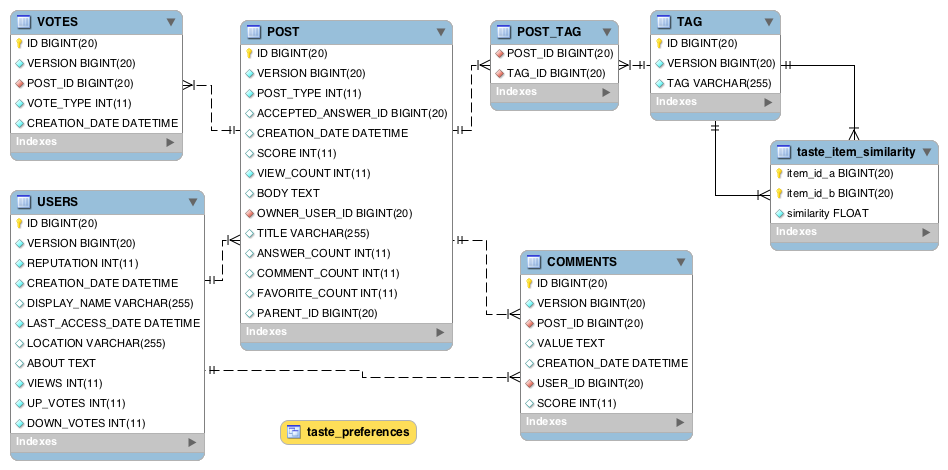 VOTES
ID BIGINT(20)
VERSION BIGINT(20)
POST_ID BIGINT(20)
VOTE_TYPE INT(11)
CREATION_DATE DATETIME
Indexes
USERS
ID BIGINT(20)
VERSION BIGINT(20)
REPUTATION INT(11)
CREATION_DATE DATETIME
DISPLAY_NAME VARCHAR(255)
LAST_ACCESS_DATE DATETIME
LOCATION VARCHAR(255)
ABOUT TEXT
VIEWS INT(11)
UP_VOTES INT(11)
DOWN_VOTES INT(11)
Indexes
POST
ID BIGINT(20)
VERSION BIGINT(20)
POST_TYPE INT(11)
ACCEPTED_ANSWER_ID BIGINT(20)
CREATION_DATE DATETIME
SCORE INT(11)
VIEW_COUNT INT(11)
BODY TEXT
OWNER_USER_ID BIGINT(20)
TITLE VARCHAR(255)
ANSWER_COUNT INT(11)
COMMENT_COUNT INT(11)
FAVORITE_COUNT INT(11)
PARENT_ID BIGINT(20)
Indexes
taste_preferences
POST_TAG
POST_ID BIGINT(20)
TAG_ID BIGINT(20)
Indexes
TAG
ID BIGINT(20)
VERSION BIGINT(20)
TAG VARCHAR(255)
Indexes
taste_item_similarity
item_id_a BIGINT(20)
item_id_b BIGINT(20)
similarity FLOAT
Indexes
COMMENTS
ID BIGINT(20)
VERSION BIGINT(20)
POST_ID BIGINT(20)
VALUE TEXT
CREATION_DATE DATETIME
USER_ID BIGINT(20)
SCORE INT(11)
Indexes